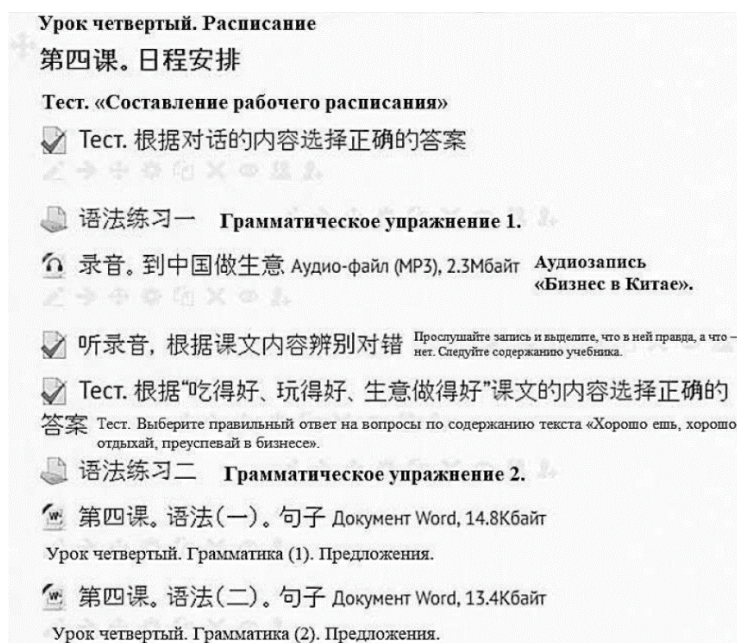 Урок четвертый. Расписание
第四课。日程安排
Тест. «Составление рабочего расписания»
Тест. 根据对话的内容选择正确的答案
语法练习一 Грамматическое упражнение 1.
录音。到中国做生意 Аудио-файл (MP3), 2.3Мбайт Аудиозапись
«Бизнес в Китае».
听录音, 根据课文内容辨别对错 Прослушайте запись и выделите, что в ней правда, а что –
нет. Следуйте содержанию учебника.
Тест. 根据“吃得好、玩得好、生意做得好”课文的内容选择正确的
答案 Тест. Выберите правильный ответ на вопросы по содержанию текста «Хорошо ешь, хорошо
отдыхай, преуспевай в бизнесе».
语法练习二 Грамматическое упражнение 2.
第四课。语法(一)。句子 Документ Word, 14.8Кбайт
Урок четвертый. Грамматика (1). Предложения.
第四课。语法(二)。句子 Документ Word, 13.4Кбайт
Урок четвертый. Грамматика (2). Предложения.